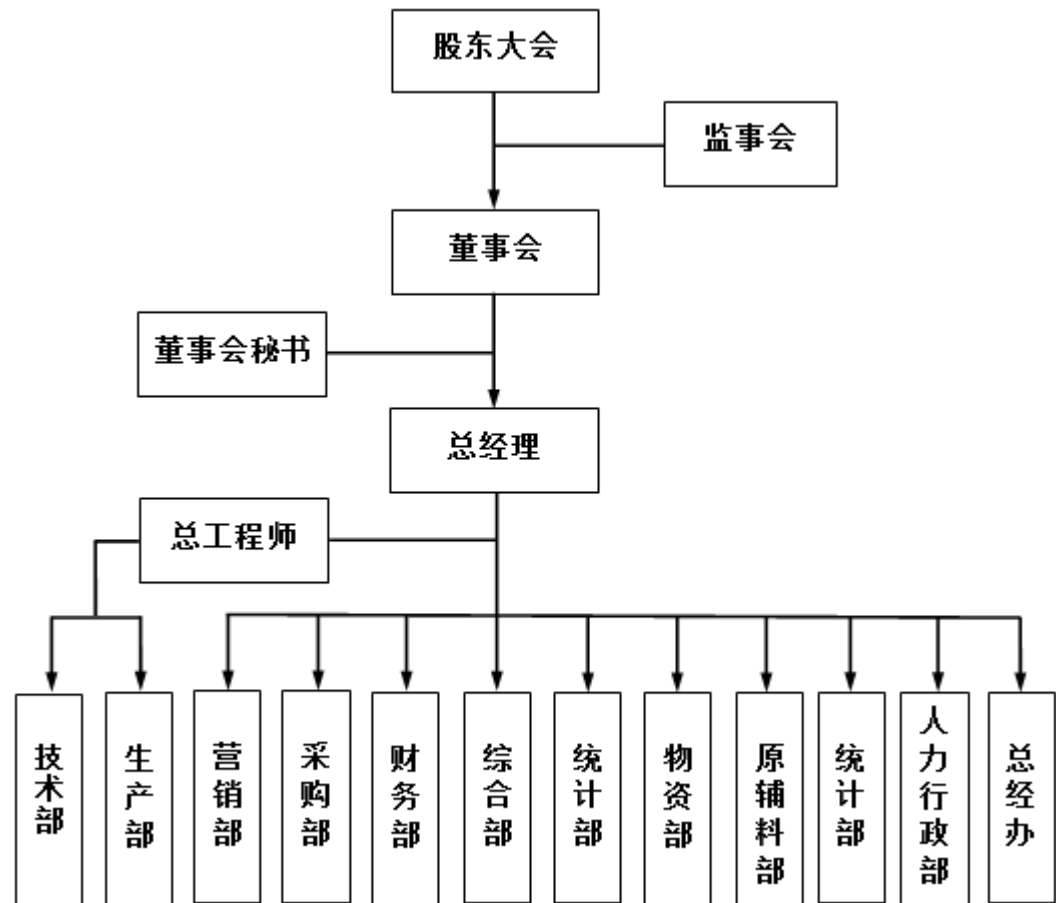 股东大会
监事会
董事会
董事会秘书
总经理
总工程师
技术部
生产部
营销部
采购部
财务部
综合部
统计部
物资部
原辅料部
统计部
人力行政部
总经办